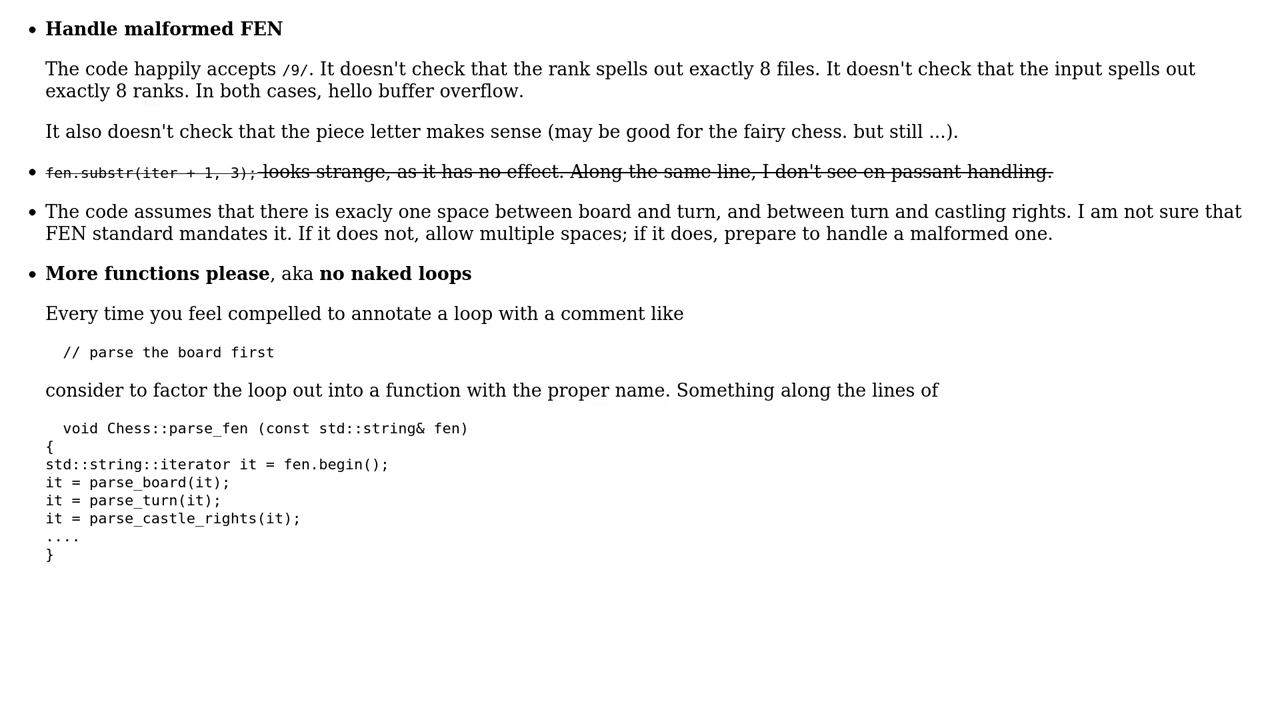 Handle malformed FEN
The code happily accepts /9/. It doesn't check that the rank spells out exactly 8 files. It doesn't check that the input spells out
exactly 8 ranks. In both cases, hello buffer overflow.
It also doesn't check that the piece letter makes sense (may be good for the fairy chess. but still ...).
fen.substr(iter + 1, 3); looks strange, as it has no effect. Along the same line, I don't see en passant handling.
The code assumes that there is exacly one space between board and turn, and between turn and castling rights. I am not sure that
FEN standard mandates it. If it does not, allow multiple spaces; if it does, prepare to handle a malformed one.
More functions please, aka no naked loops
Every time you feel compelled to annotate a loop with a comment like
// parse the board first
consider to factor the loop out into a function with the proper name. Something along the lines of
void Chess::parse_fen (const std::string& fen)
{
std::string::iterator it = fen.begin();
it = parse_board(it);
it = parse_turn(it);
it = parse_castle_rights(it);
....
}